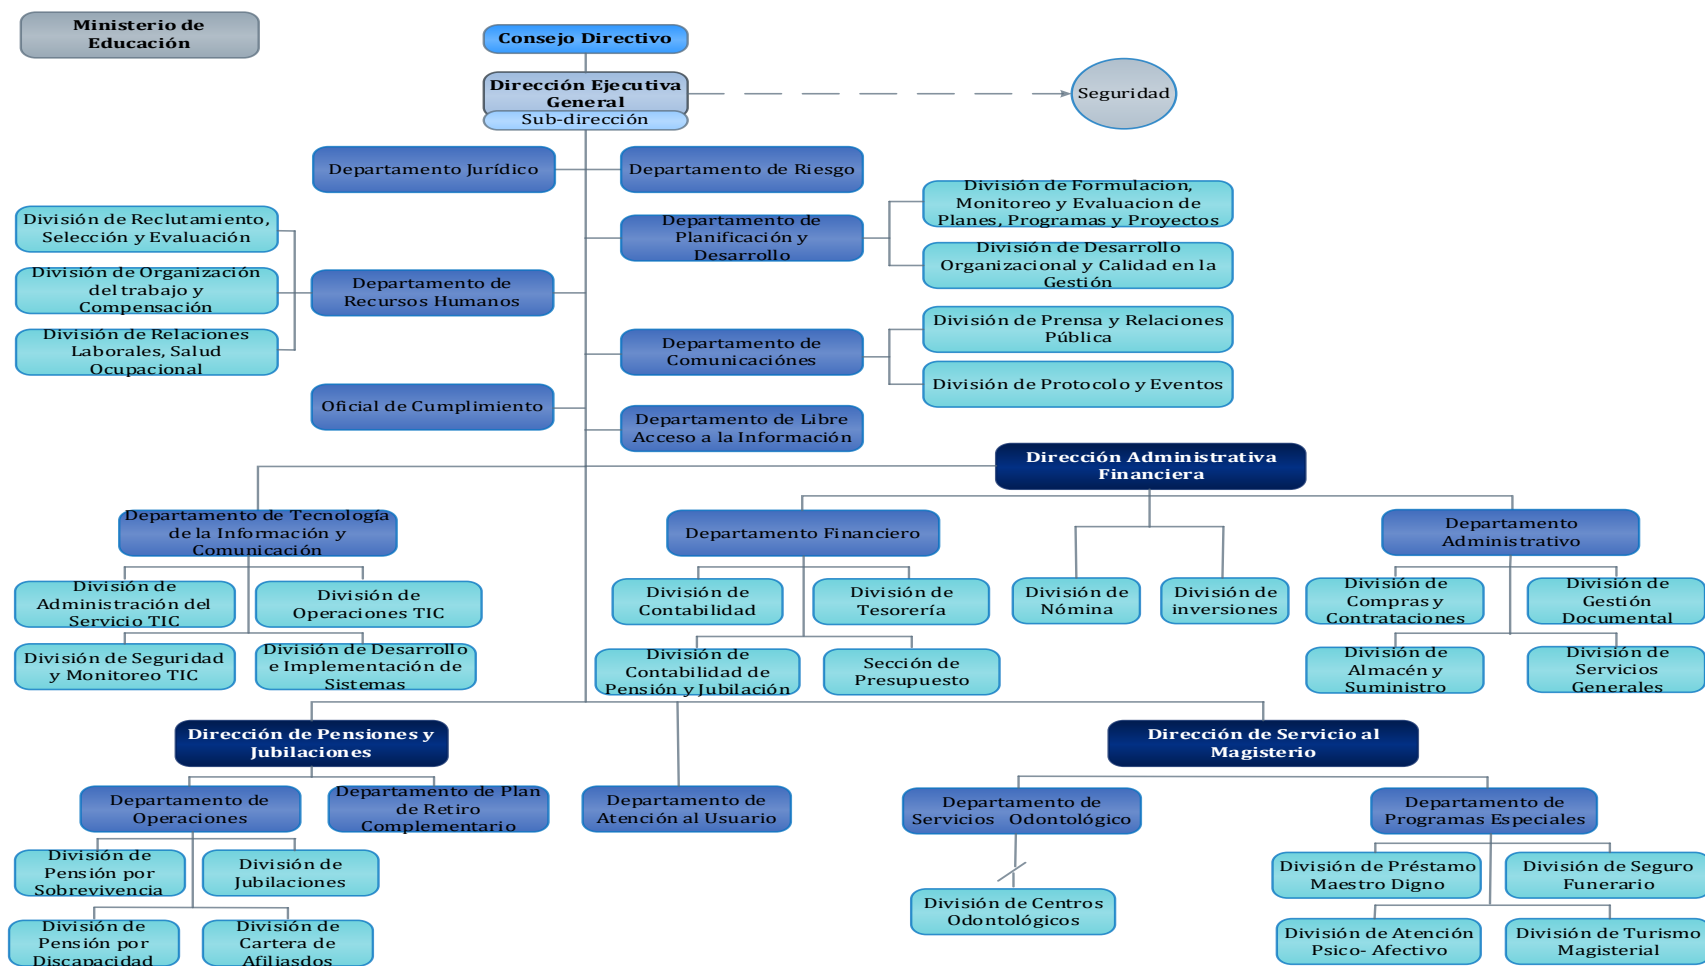 Ministerio de
Educación
Consejo Directivo
Dirección Ejecutiva
General
Sub-dirección
Seguridad
Departamento Jurídico
Departamento de Riesgo
División de Formulacion,
Monitoreo y Evaluacion de
Planes, Programas y Proyectos
División de Reclutamiento,
Selección y Evaluación
Departamento de
Planificación y
Desarrollo
División de Desarrollo
Organizacional y Calidad en la
Gestión
División de Organización
del trabajo y
Compensación
Departamento de
Recursos Humanos
División de Prensa y Relaciones
Pública
División de Relaciones
Laborales, Salud
Ocupacional
Departamento de
Comunicaciónes
División de Protocolo y Eventos
Oficial de Cumplimiento
Departamento de Libre
Acceso a la Información
Dirección Administrativa
Financiera
Departamento de Tecnología
de la Información y
Comunicación
Departamento Financiero
Departamento
Administrativo
División de
Administración del
Servicio TIC
División de
Operaciones TIC
División de
Contabilidad
División de
Tesorería
División de
Nómina
División de
inversiones
División de
Compras y
Contrataciones
División de
Gestión
Documental
División de Seguridad
y Monitoreo TIC
División de Desarrollo
e Implementación de
Sistemas
División de
Contabilidad de
Pensión y Jubilación
Sección de
Presupuesto
División de
Almacén y
Suministro
División de
Servicios
Generales
Dirección de Pensiones y
Jubilaciones
Dirección de Servicio al
Magisterio
Departamento de
Operaciones
Departamento de Plan
de Retiro
Complementario
Departamento de
Atención al Usuario
Departamento de
Servicios Odontológico
Departamento de
Programas Especiales
División de
Pensión por
Sobrevivencia
División de
Jubilaciones
División de Préstamo
Maestro Digno
División de Seguro
Funerario
División de Centros
Odontológicos
División de
Pensión por
Discapacidad
División de
Cartera de
Afiliasdos
División de Atención
Psico- Afectivo
División de Turismo
Magisterial